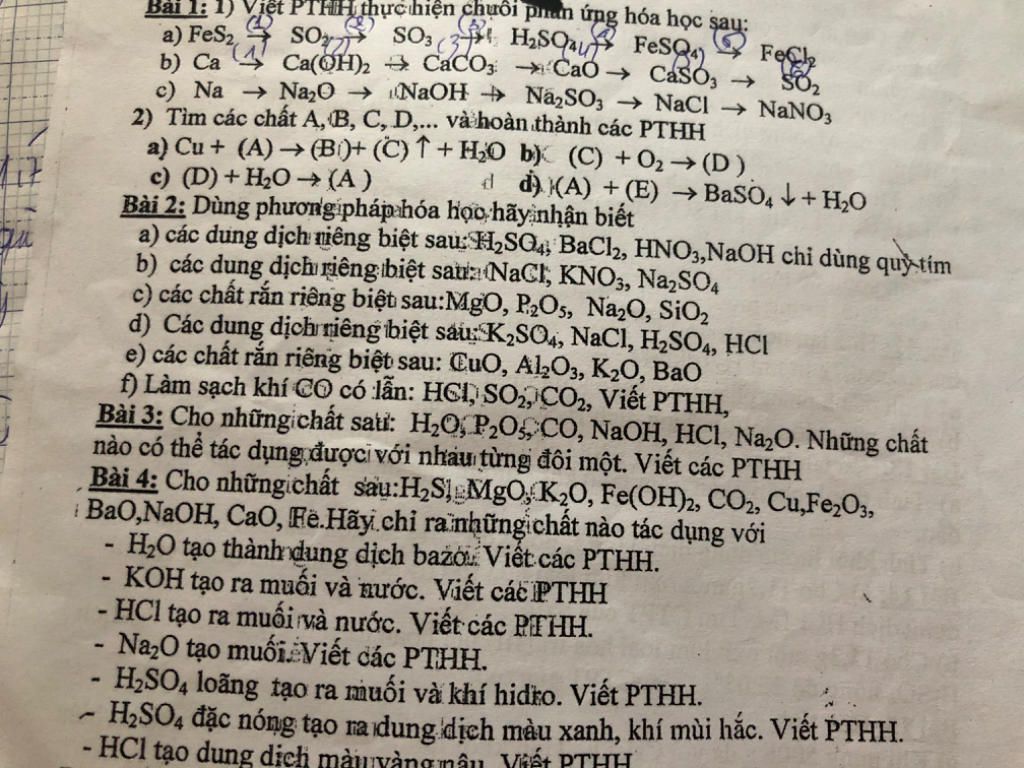 Bài 1: 1) Viết PTHH thực hiện chuỗi phản ứng hóa học sau:
a) FeS₂ → SO₂ → SO₃ → H₂SO₄ → FeSO₄ → FeCl₂
b) Ca → Ca(OH)₂ → CaCO₃ → CaO → CaSO₃ → SO₂
c) Na → Na₂O → NaOH → Na₂SO₃ → NaCl → NaNO₃
2) Tìm các chất A, B, C, D,... và hoàn thành các PTHH
a) Cu + (A) → (B) + (C) ↑ + H₂O b) (C) + O₂ → (D )
c) (D) + H₂O → (A ) d) (A) + (E) → BaSO₄ ↓ + H₂O
Bài 2: Dùng phương pháp hóa học hãy nhận biết
a) các dung dịch riêng biệt sau: H₂SO₄, BaCl₂, HNO₃,NaOH chỉ dùng quỳ tím
b) các dung dịch riêng biệt sau: NaCl, KNO₃, Na₂SO₄
c) các chất rắn riêng biệt sau:MgO, P₂O₅, Na₂O, SiO₂
d) Các dung dịch riêng biệt sau: K₂SO₄, NaCl, H₂SO₄, HCl
e) các chất rắn riêng biệt sau: CuO, Al₂O₃, K₂O, BaO
f) Làm sạch khí CO có lẫn: HCl, SO₂, CO₂, Viết PTHH,
Bài 3: Cho những chất sau: H₂O, P₂O₅, CO, NaOH, HCl, Na₂O. Những chất
nào có thể tác dụng được với nhau từng đôi một. Viết các PTHH
Bài 4: Cho những chất sau:H₂S, MgO, K₂O, Fe(OH)₂, CO₂, Cu,Fe₂O₃,
BaO,NaOH, CaO, Fe.Hãy chỉ ra những chất nào tác dụng với
- H₂O tạo thành dung dịch bazơ. Viết các PTHH.
- KOH tạo ra muối và nước. Viết các PTHH
- HCl tạo ra muối và nước. Viết các PTHH.
- Na₂O tạo muối. Viết các PTHH.
- H₂SO₄ loãng tạo ra muối và khí hidro. Viết PTHH.
- H₂SO₄ đặc nóng tạo ra dung dịch màu xanh, khí mùi hắc. Viết PTHH.
- HCl tạo dung dịch màu vàng nâu. Viết PTHH